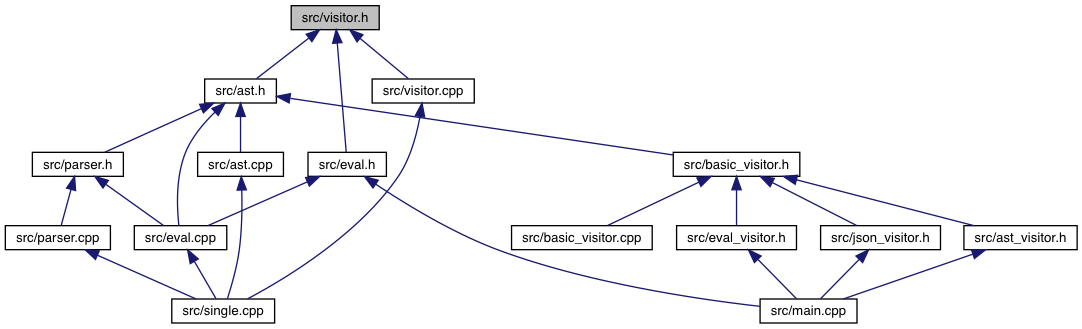 src/visitor.h
src/ast.h
src/visitor.cpp
src/parser.h
src/ast.cpp
src/eval.h
src/basic_visitor.h
src/parser.cpp
src/eval.cpp
src/basic_visitor.cpp
src/eval_visitor.h
src/json_visitor.h
src/ast_visitor.h
src/single.cpp
src/main.cpp